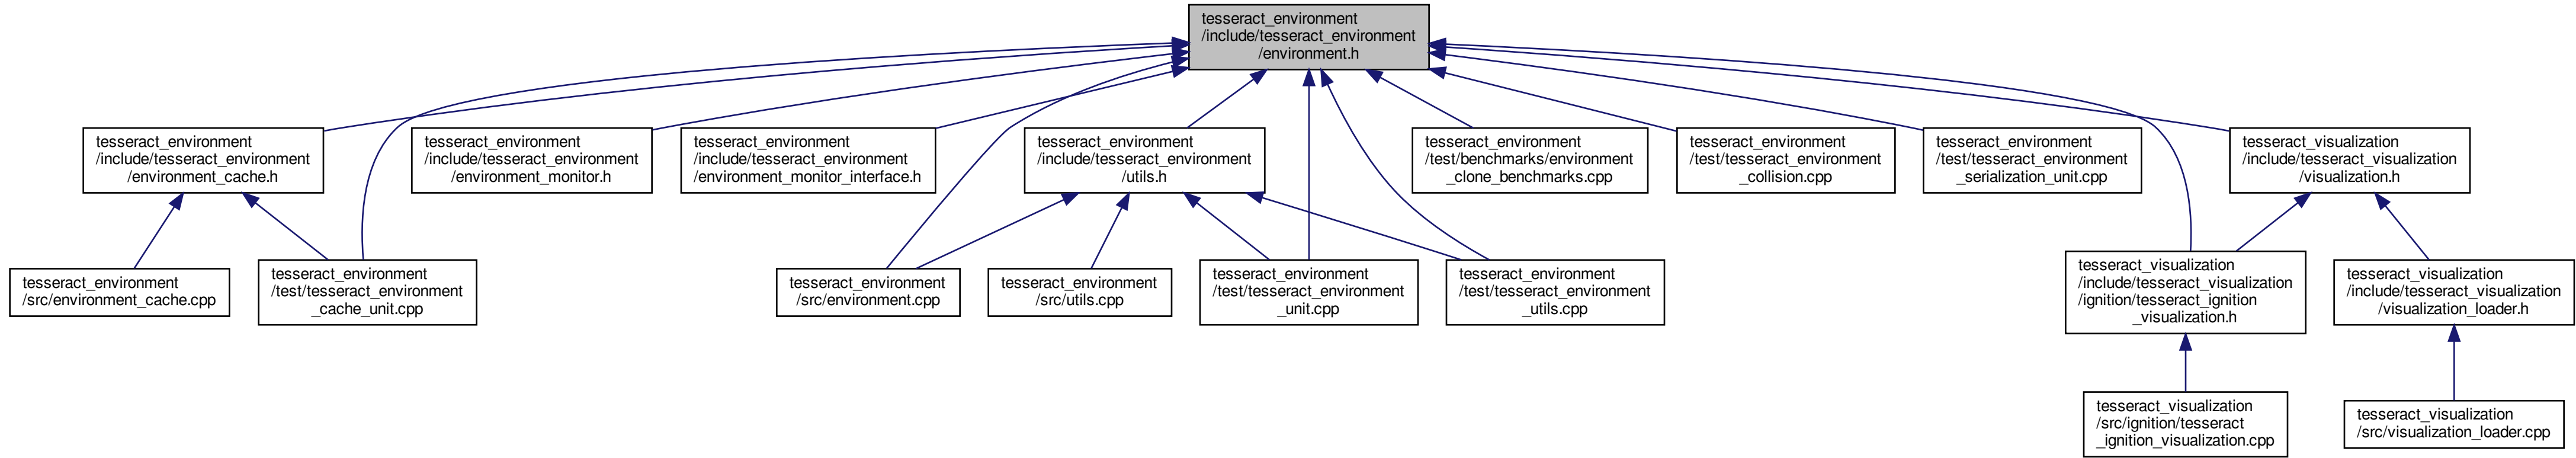 tesseract_environment
/include/tesseract_environment
/environment.h
tesseract_environment
/include/tesseract_environment
/environment_cache.h
tesseract_environment
/include/tesseract_environment
/environment_monitor.h
tesseract_environment
/include/tesseract_environment
/environment_monitor_interface.h
tesseract_environment
/include/tesseract_environment
/utils.h
tesseract_environment
/test/benchmarks/environment
_clone_benchmarks.cpp
tesseract_environment
/test/tesseract_environment
_collision.cpp
tesseract_environment
/test/tesseract_environment
_serialization_unit.cpp
tesseract_visualization
/include/tesseract_visualization
/visualization.h
tesseract_environment
/src/environment_cache.cpp
tesseract_environment
/test/tesseract_environment
_cache_unit.cpp
tesseract_environment
/src/environment.cpp
tesseract_environment
/src/utils.cpp
tesseract_environment
/test/tesseract_environment
_unit.cpp
tesseract_environment
/test/tesseract_environment
_utils.cpp
tesseract_visualization
/include/tesseract_visualization
/ignition/tesseract_ignition
_visualization.h
tesseract_visualization
/include/tesseract_visualization
/visualization_loader.h
tesseract_visualization
/src/ignition/tesseract
_ignition_visualization.cpp
tesseract_visualization
/src/visualization_loader.cpp